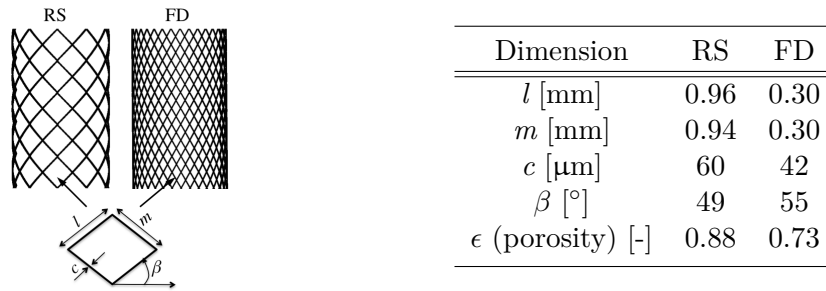 RS FD
l m
c β
Dimension RS FD
l [mm] 0.96 0.30
m [mm] 0.94 0.30
c [µm] 60 42
β [°] 49 55
ϵ (porosity) [-] 0.88 0.73